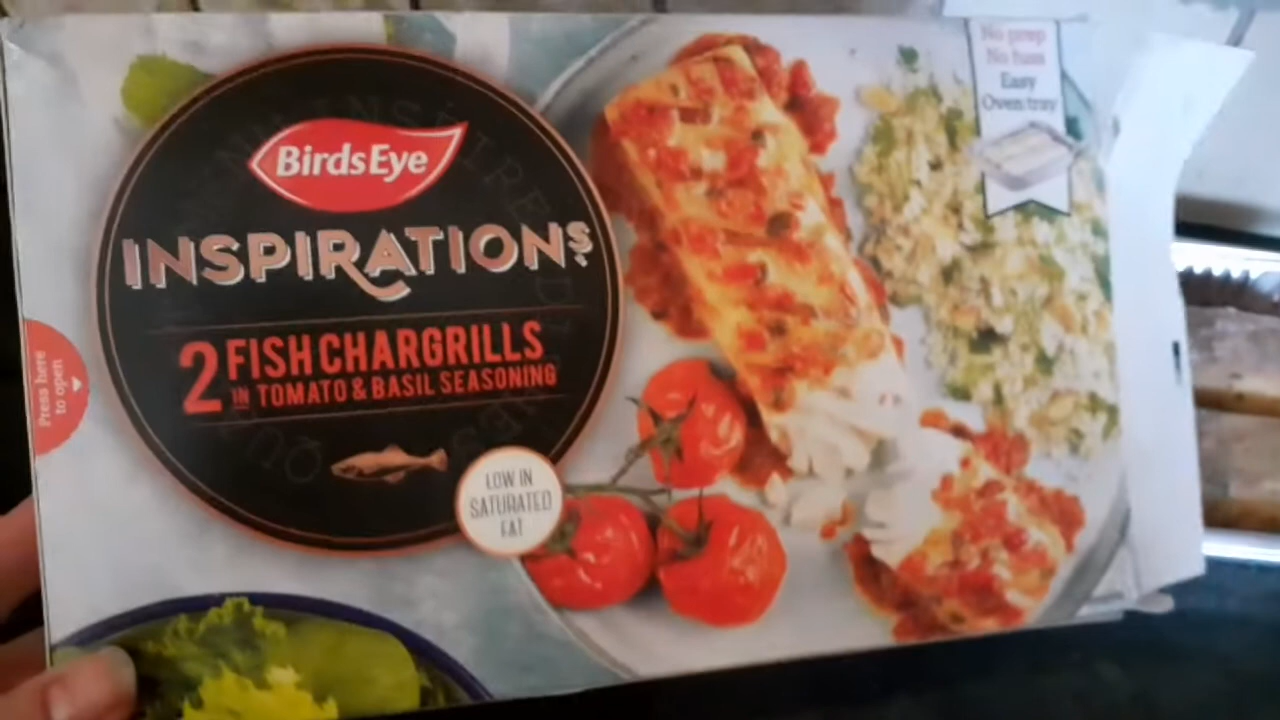 No prep
No fuss
Easy
Oven tray
BirdsEye
INSPIRATIONS
2 FISH CHARGRILLS
IN TOMATO & BASIL SEASONING
Press here
to open
LOW IN
SATURATED
FAT